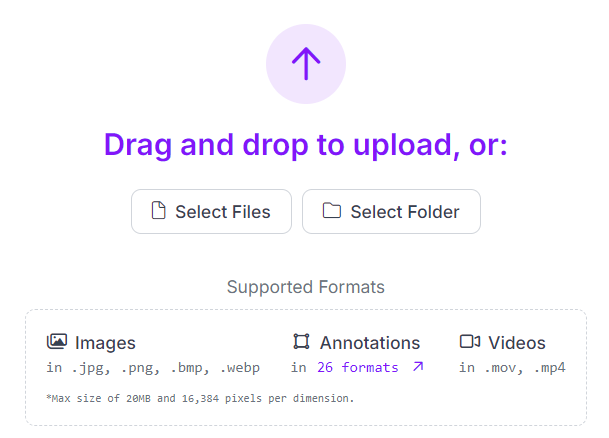 Drag and drop to upload, or:
Select Files
Select Folder
Supported Formats
Images
in .jpg, .png, .bmp, .webp
Annotations
in 26 formats
Videos
in .mov, .mp4
*Max size of 20MB and 16,384 pixels per dimension.